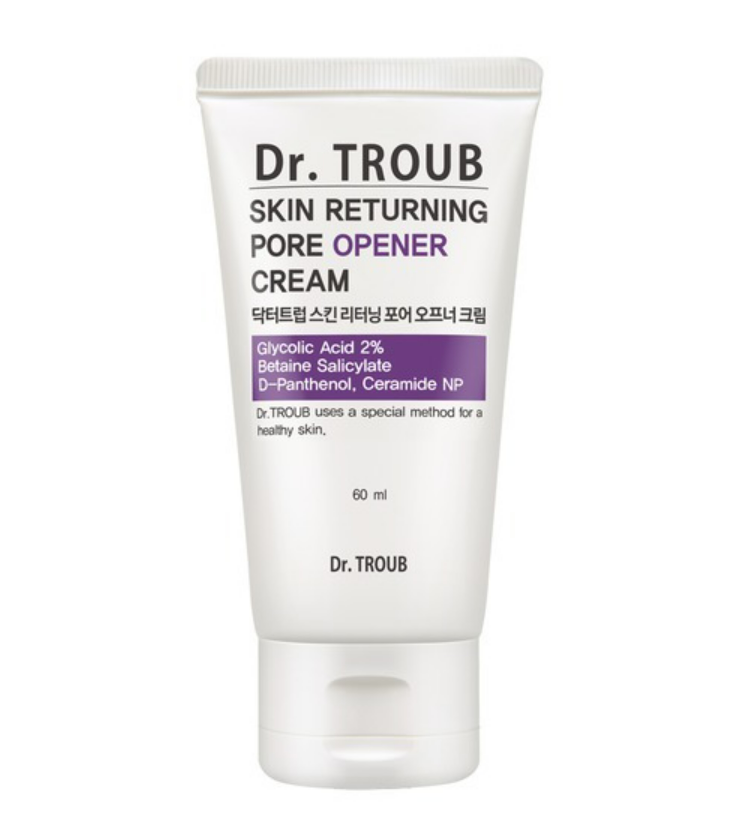 Dr. TROUB
SKIN RETURNING
PORE OPENER
CREAM
닥터트럽 스킨 리터닝 포어 오프너 크림
Glycolic Acid 2%
Betaine Salicylate
D-Panthenol, Ceramide NP
Dr.TROUB uses a special method for a
healthy skin.
60 ml
Dr. TROUB